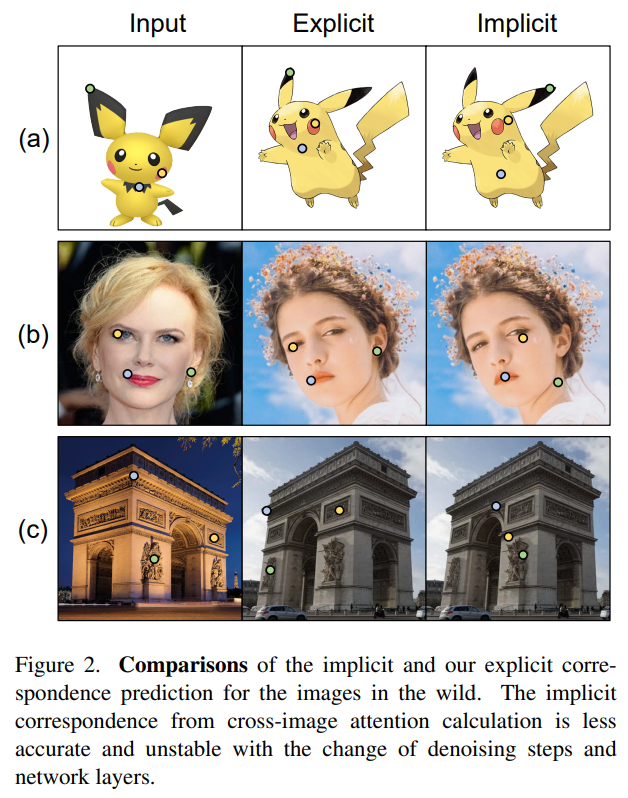 Input Explicit Implicit
(a)
(b)
(c)
Figure 2. Comparisons of the implicit and our explicit corre-
spondence prediction for the images in the wild. The implicit
correspondence from cross-image attention calculation is less
accurate and unstable with the change of denoising steps and
network layers.